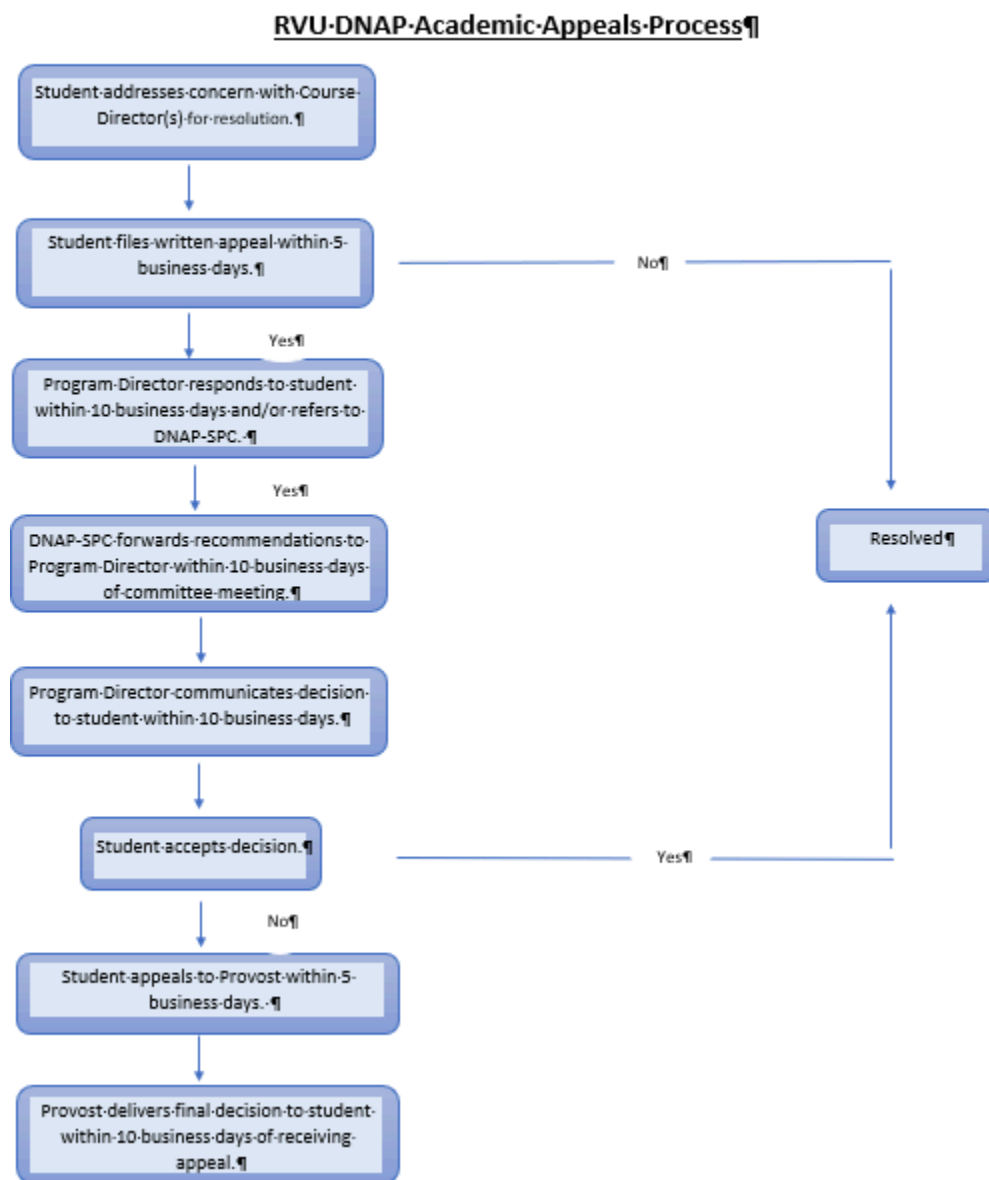 RVU·DNAP·Academic·Appeals·Process¶
Student·addresses·concern·with·Course·
Director(s)·for·resolution.¶
Student·files·written·appeal·within·5·
business·days.¶
No¶
Yes¶
Program·Director·responds·to·student·
within·10·business·days·and/or·refers·to·
DNAP-SPC.·¶
Yes¶
DNAP-SPC·forwards·recommendations·to·
Program·Director·within·10·business·days·
of·committee·meeting.¶
Resolved¶
Program·Director·communicates·decision·
to·student·within·10·business·days.¶
Student·accepts·decision.¶
Yes¶
No¶
Student·appeals·to·Provost·within·5·
business·days.·¶
Provost·delivers·final·decision·to·student·
within·10·business·days·of·receiving·
appeal.¶